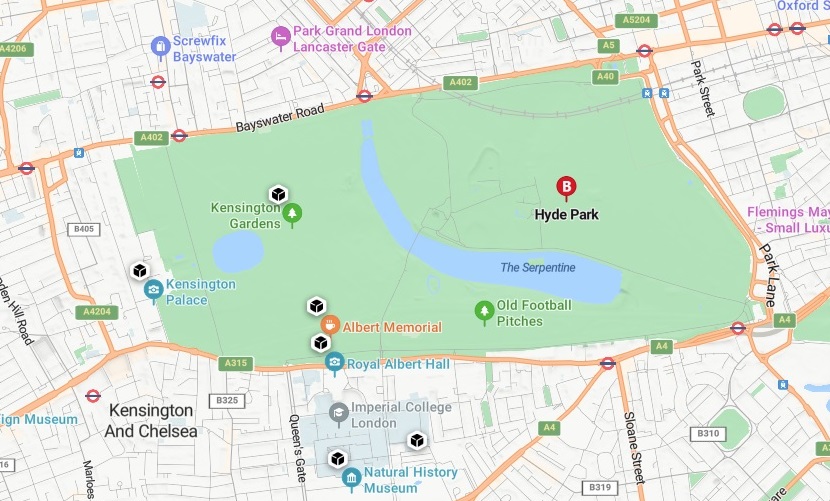 Oxford S
A5204
Park Grand London
Lancaster Gate
Screwfix
Bayswater
A4206
A5
A40
A402
Park Street
Bayswater Road
A402
B
Hyde Park
Kensington
Gardens
Flemings Ma
- Small Luxu
B405
The Serpentine
Park Lane
Kensington
Palace
Old Football
Pitches
A4204
den Hill Road
Albert Memorial
A4
A4
A315
Royal Albert Hall
B325
Kensington
And Chelsea
ign Museum
Imperial College
London
Queen's Gate
A4
Sloane Street
B310
Marloes
Natural History
Museum
B319